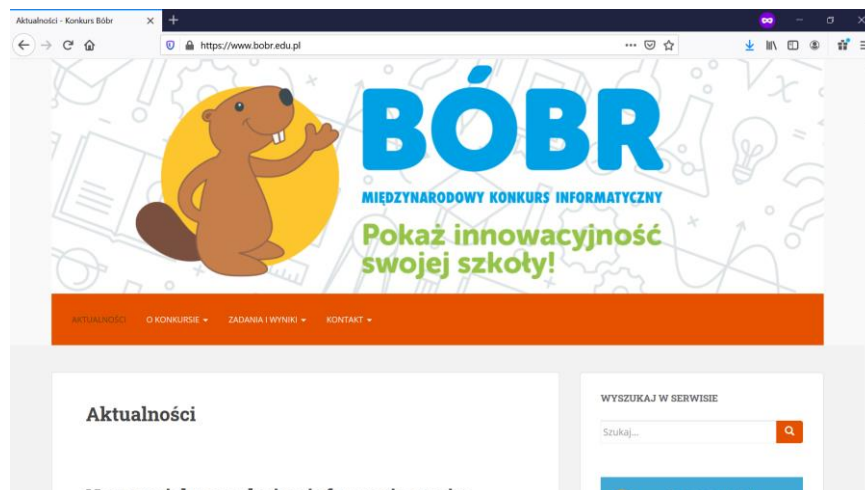 Aktualności - Konkurs Bóbr
https://www.bobr.edu.pl
BÓBR
MIĘDZYNARODOWY KONKURS INFORMATYCZNY
Pokaż innowacyjność
swojej szkoły!
AKTUALNOŚCI O KONKURSIE ZADANIA I WYNIKI KONTAKT
Aktualności
WYSZUKAJ W SERWISIE
Szukaj...